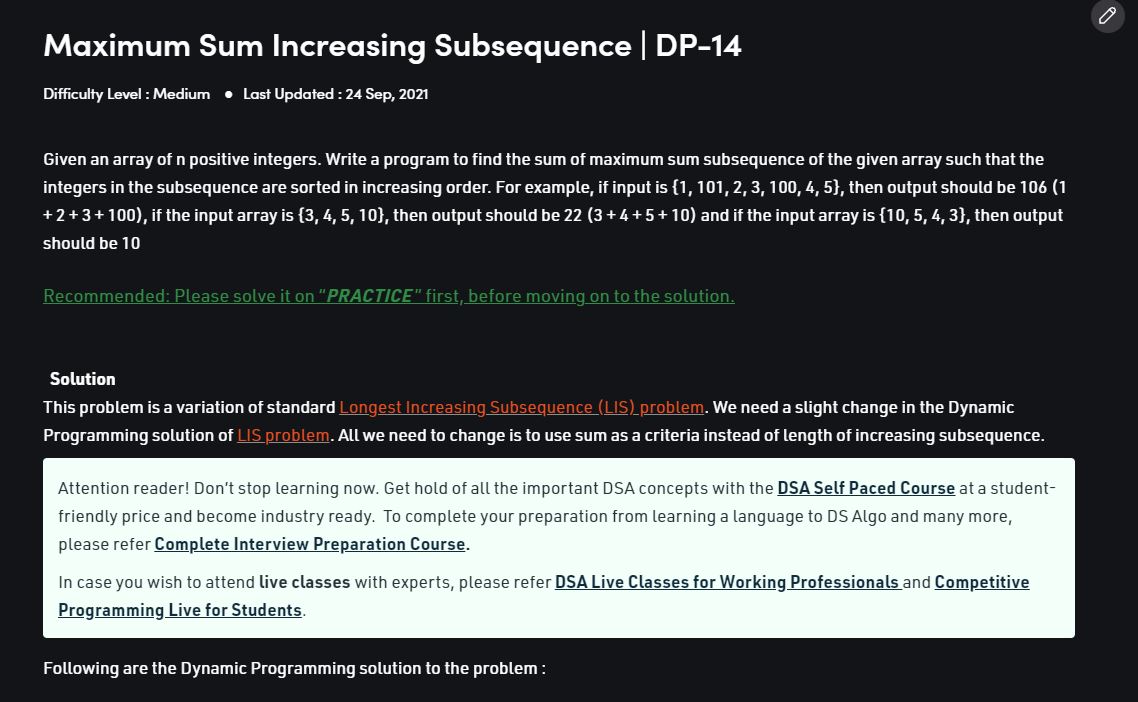 Maximum Sum Increasing Subsequence | DP-14
Difficulty Level : Medium ● Last Updated : 24 Sep, 2021
Given an array of n positive integers. Write a program to find the sum of maximum sum subsequence of the given array such that the
integers in the subsequence are sorted in increasing order. For example, if input is {1, 101, 2, 3, 100, 4, 5}, then output should be 106 (1
+ 2 + 3 + 100), if the input array is {3, 4, 5, 10}, then output should be 22 (3 + 4 + 5 + 10) and if the input array is {10, 5, 4, 3}, then output
should be 10
Recommended: Please solve it on “PRACTICE” first, before moving on to the solution.
Solution
This problem is a variation of standard Longest Increasing Subsequence (LIS) problem. We need a slight change in the Dynamic
Programming solution of LIS problem. All we need to change is to use sum as a criteria instead of length of increasing subsequence.
Attention reader! Don’t stop learning now. Get hold of all the important DSA concepts with the DSA Self Paced Course at a student-
friendly price and become industry ready. To complete your preparation from learning a language to DS Algo and many more,
please refer Complete Interview Preparation Course.
In case you wish to attend live classes with experts, please refer DSA Live Classes for Working Professionals and Competitive
Programming Live for Students.
Following are the Dynamic Programming solution to the problem :